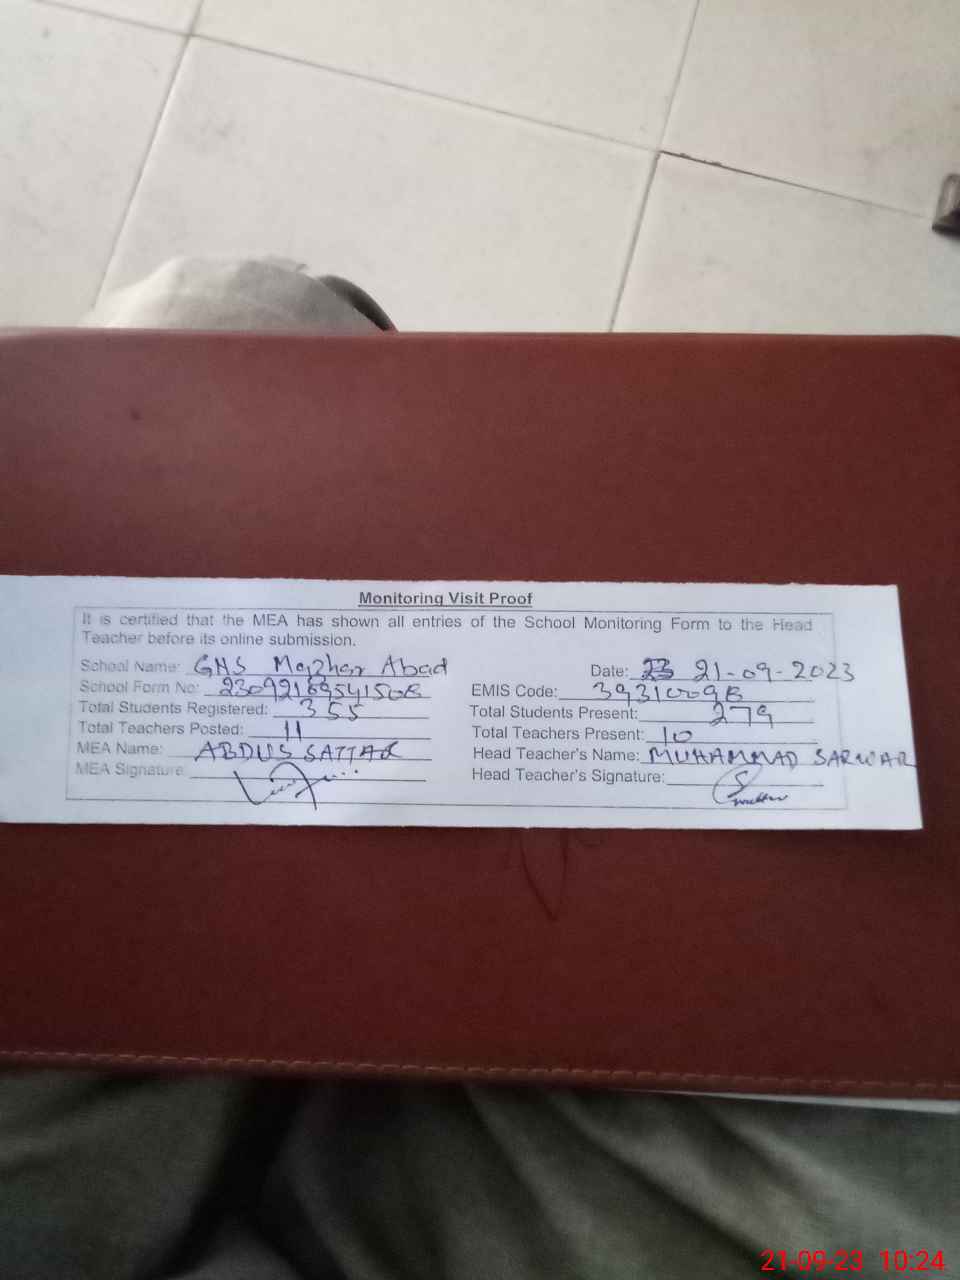 Monitoring Visit Proof
It is certified that the MEA has shown all entries of the School Monitoring Form to the Head
Teacher before its online submission.
School Name: GHS Mazhar Abad Date: 21-09-2023
School Form No: EMIS Code:
Total Students Registered: 355 Total Students Present: 279
Total Teachers Posted: 11 Total Teachers Present: 10
MEA Name: ABDUS SATTAR Head Teacher's Name: MUHAMMAD SARWAR
MEA Signature: Head Teacher's Signature:
21-09-23 10:24